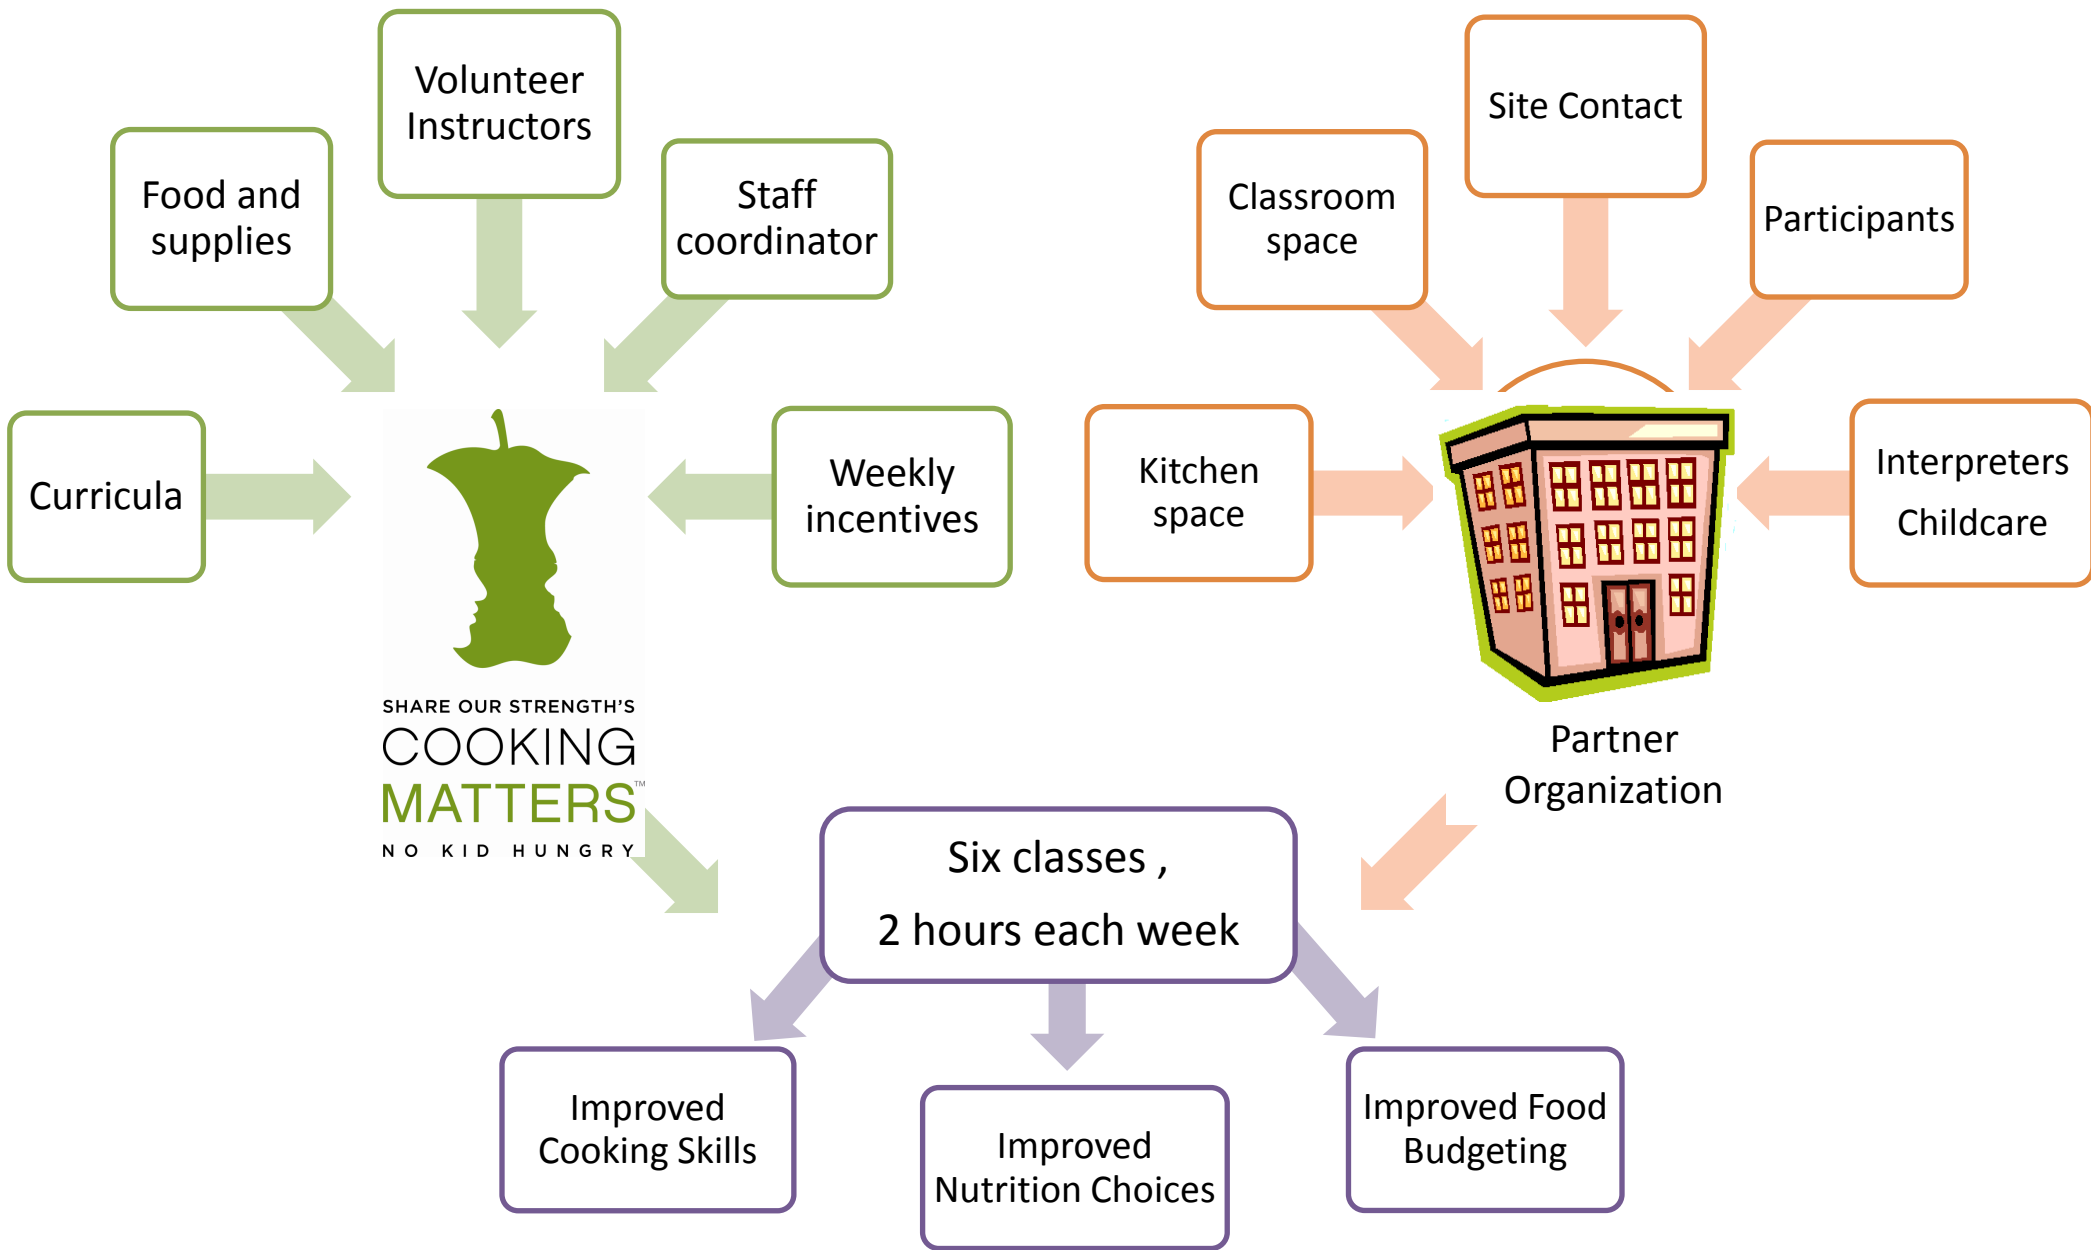 Volunteer
Instructors
Food and
supplies
Staff
coordinator
Curricula
Weekly
incentives
SHARE OUR STRENGTH'S
COOKING
MATTERS™
NO KID HUNGRY
Site Contact
Classroom
space
Participants
Kitchen
space
Interpreters
Childcare
Partner
Organization
Six classes ,
2 hours each week
Improved
Cooking Skills
Improved
Nutrition Choices
Improved Food
Budgeting